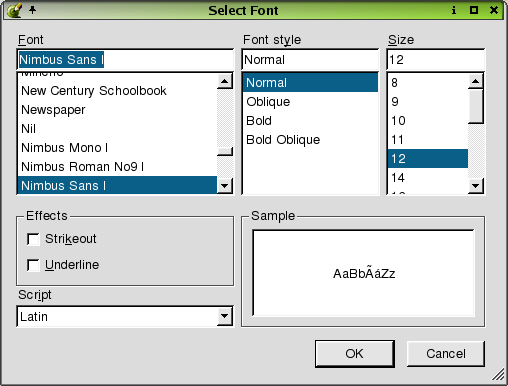 Select Font
Font
Nimbus Sans l
New Century Schoolbook
Newspaper
Nil
Nimbus Mono l
Nimbus Roman No9 l
Nimbus Sans l
Font style
Normal
Normal
Oblique
Bold
Bold Oblique
Size
12
8
9
10
11
12
14
Effects
Strikeout
Underline
Script
Latin
Sample
AaBbÃáZz
OK
Cancel